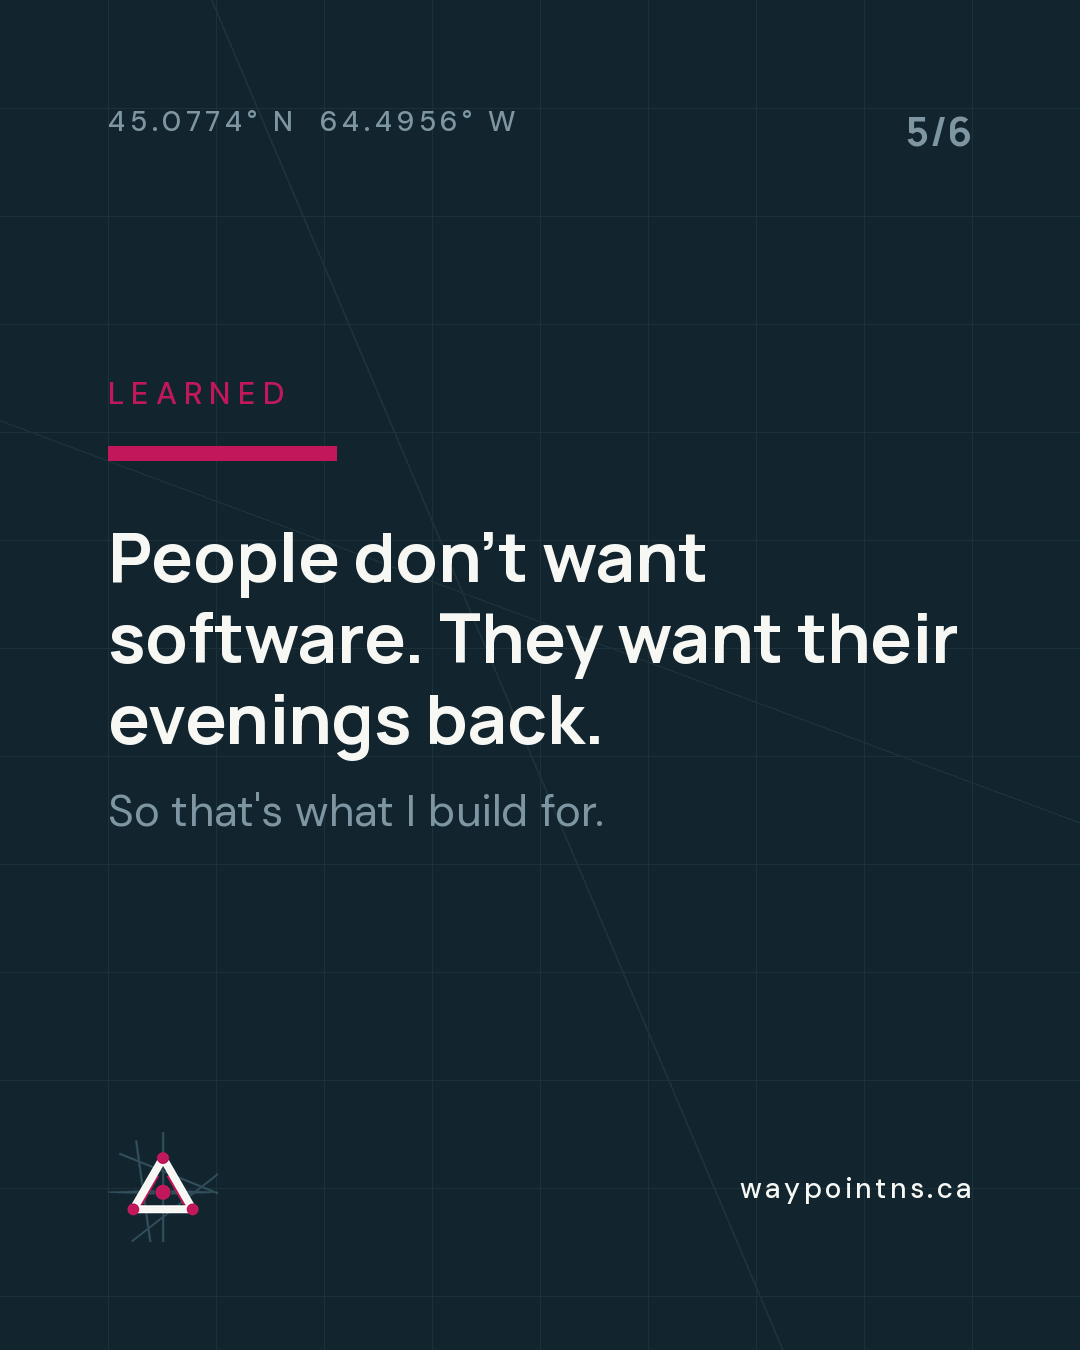 45.0774° N  64.4956° W
5/6
LEARNED
People don’t want
software. They want their
evenings back.
So that's what I build for.
waypointns.ca